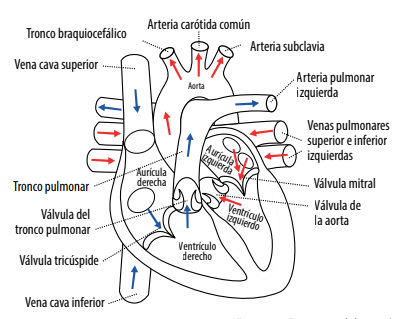 Arteria carótida común
Tronco braquiocefálico
Arteria subclavia
Vena cava superior
Aorta
Arteria pulmonar
izquierda
Venas pulmonares
superior e inferior
izquierdas
Aurícula
izquierda
Aurícula
derecha
Tronco pulmonar
Válvula mitral
Válvula del
tronco pulmonar
Ventrículo
izquierdo
Válvula de
la aorta
Válvula tricúspide
Ventrículo
derecho
Vena cava inferior